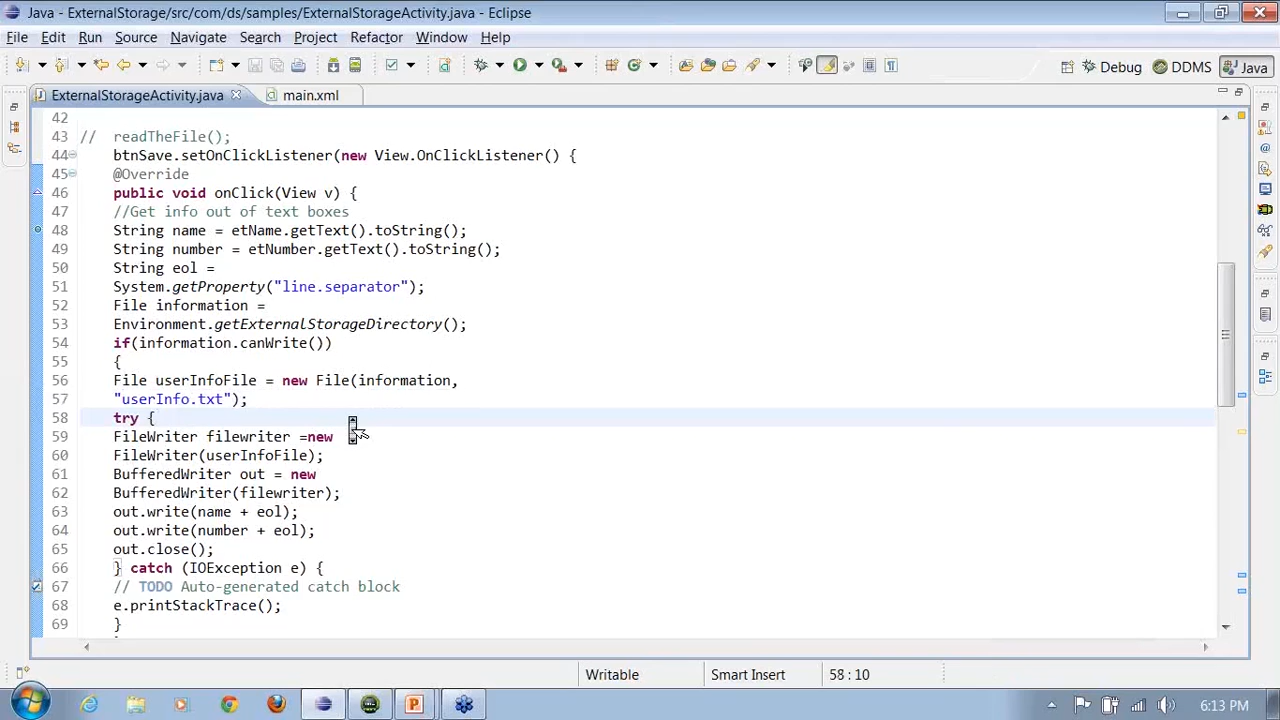 Java - ExternalStorage/src/com/ds/samples/ExternalStorageActivity.java - Eclipse
File Edit Run Source Navigate Search Project Refactor Window Help
Debug DDMS Java
ExternalStorageActivity.java main.xml
42
43 // readTheFile();
44 btnSave.setOnClickListener(new View.OnClickListener() {
45 @Override
46 public void onClick(View v) {
47 //Get info out of text boxes
48 String name = etName.getText().toString();
49 String number = etNumber.getText().toString();
50 String eol =
51 System.getProperty("line.separator");
52 File information =
53 Environment.getExternalStorageDirectory();
54 if(information.canWrite())
55 {
56 File userInfoFile = new File(information,
57 "userInfo.txt");
58 try {
59 FileWriter filewriter =new
60 FileWriter(userInfoFile);
61 BufferedWriter out = new
62 BufferedWriter(filewriter);
63 out.write(name + eol);
64 out.write(number + eol);
65 out.close();
66 } catch (IOException e) {
67 // TODO Auto-generated catch block
68 e.printStackTrace();
69 }
Writable Smart Insert 58 : 10
6:13 PM